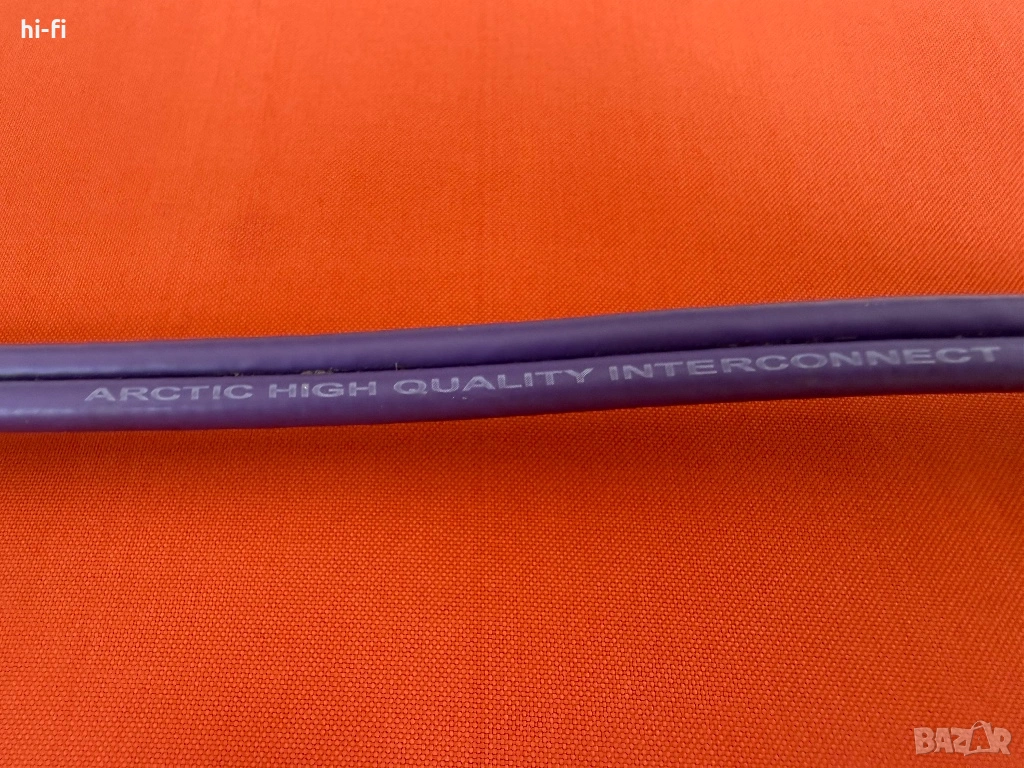 hi-fi
ARCTIC HIGH QUALITY INTERCONNECT
BAZAR